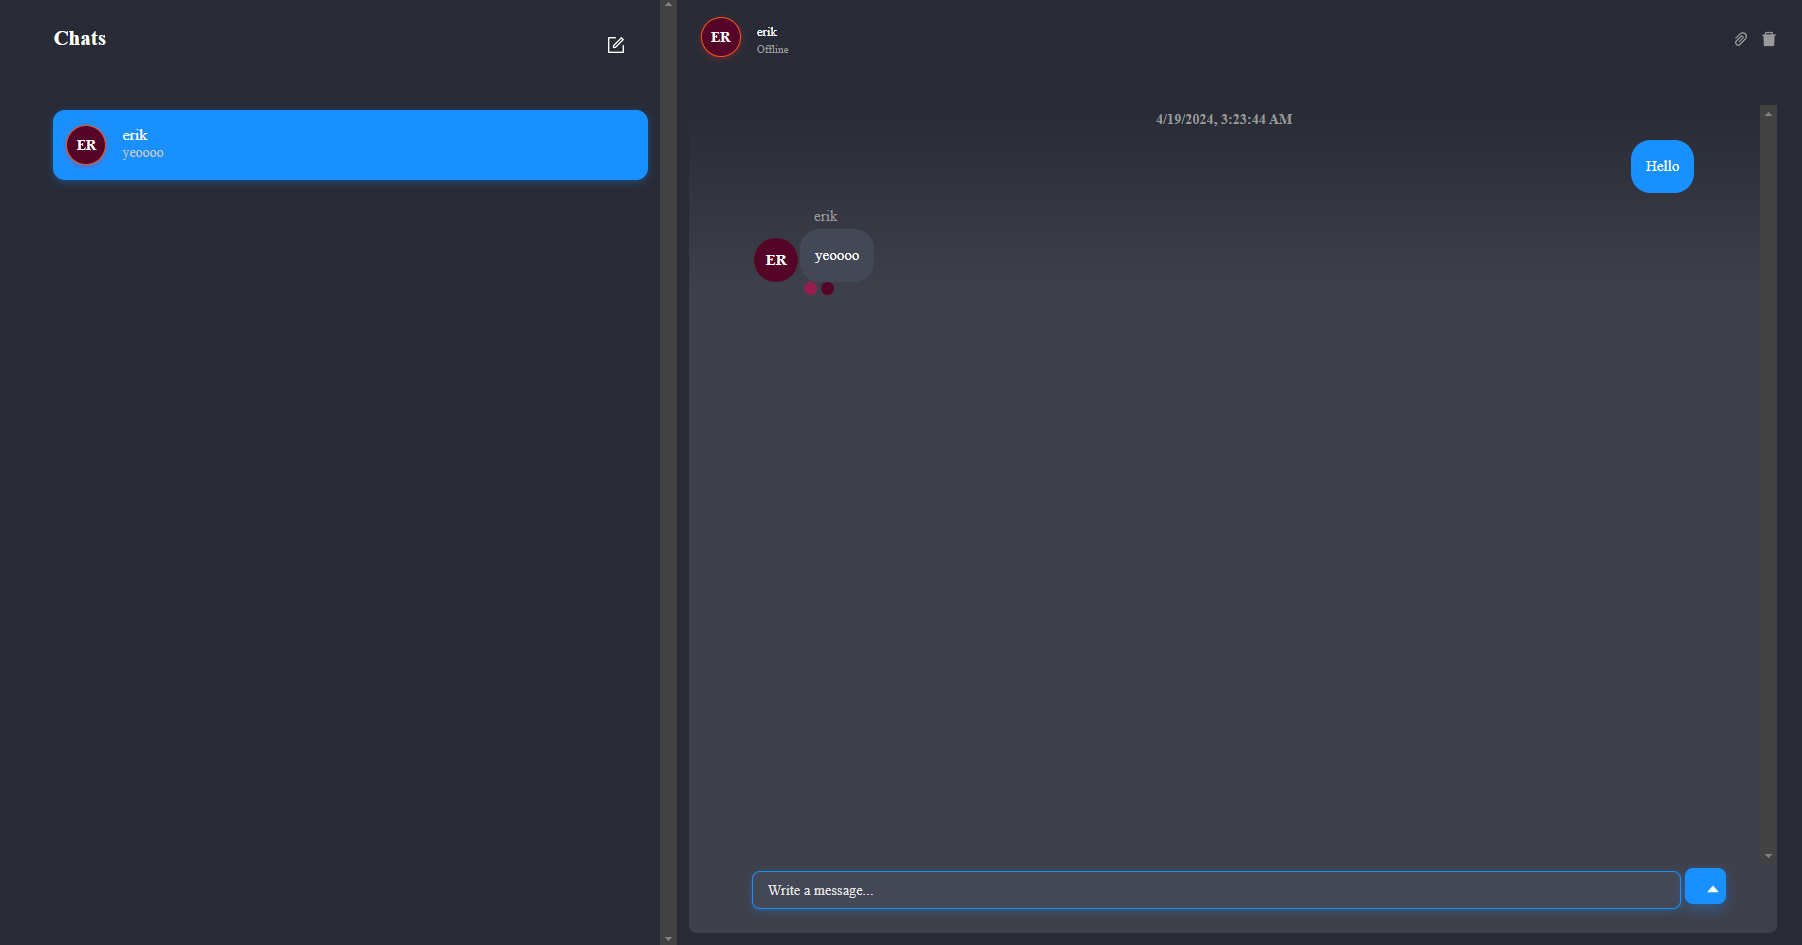 Chats
ER
erik
yeoooo
ER
erik
Offline
4/19/2024, 3:23:44 AM
Hello
erik
ER
yeoooo
Write a message...